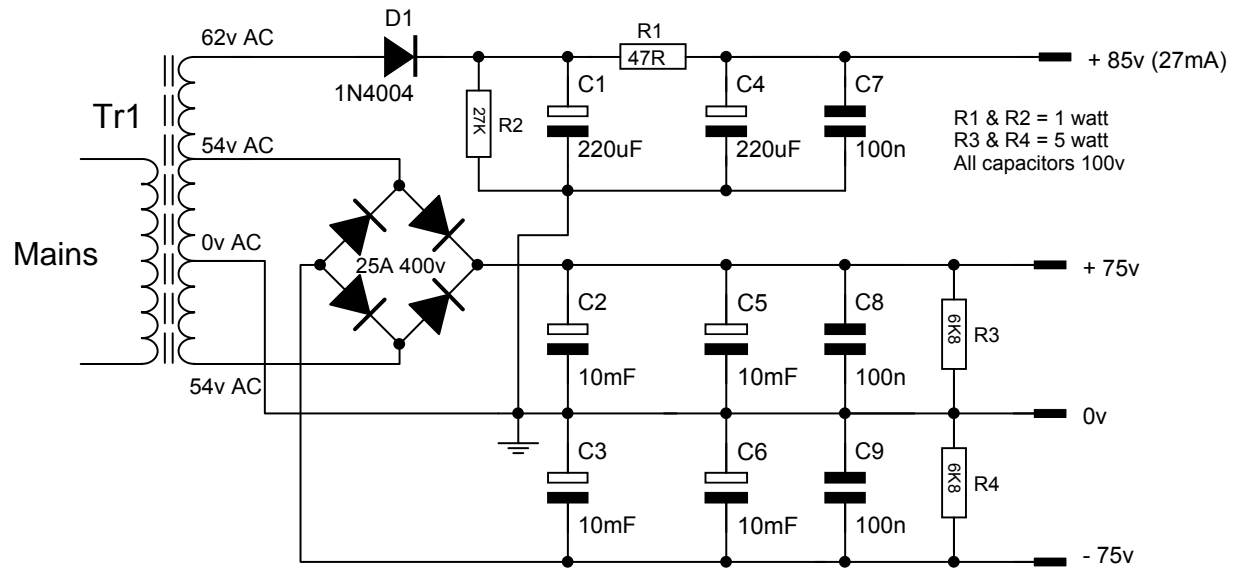 D1
62v AC
1N4004
R1
47R
+ 85v (27mA)
Tr1
27K
R2
C1
220uF
C4
220uF
C7
100n
R1 & R2 = 1 watt
R3 & R4 = 5 watt
All capacitors 100v
54v AC
Mains
0v AC
25A 400v
+ 75v
C2
10mF
C5
10mF
C8
100n
6K8
R3
54v AC
0v
C3
10mF
C6
10mF
C9
100n
6K8
R4
- 75v